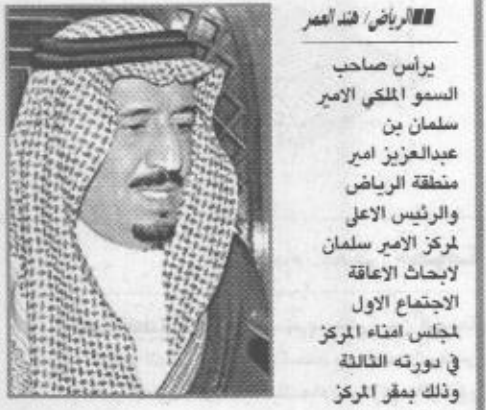 الرياض/ هند العمر
يرأس صاحب
السمو الملكي الامير
سلمان بن
عبدالعزيز امير
منطقة الرياض
والرئيس الاعلى
لمركز الامير سلمان
لابحاث الاعاقة
الاجتماع الاول
لمجلس امناء المركز
في دورته الثالثة
وذلك بمقر المركز